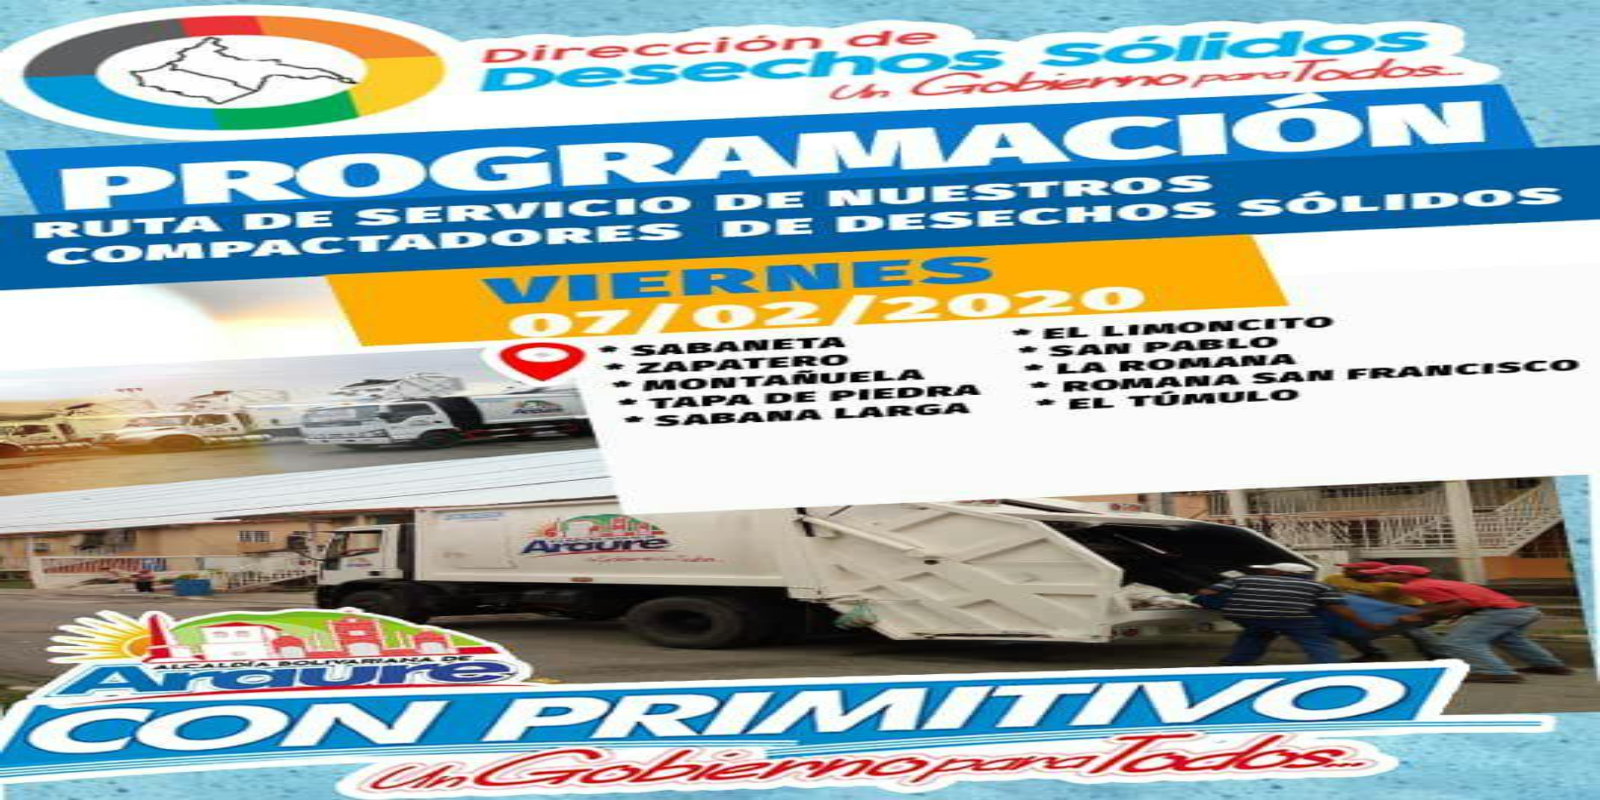 Dirección de
Desechos Sólidos
Un Gobierno para Todos...
PROGRAMACIÓN
RUTA DE SERVICIO DE NUESTROS
COMPACTADORES DE DESECHOS SÓLIDOS
VIERNES
07/02/2020
* SABANETA
* ZAPATERO
* MONTAÑUELA
* TAPA DE PIEDRA
* SABANA LARGA
* EL LIMONCITO
* SAN PABLO
* LA ROMANA
* ROMANA SAN FRANCISCO
* EL TÚMULO
Araure
ALCALDÍA BOLIVARIANA DE
Araure
CON PRIMITIVO
Un Gobierno para Todos...